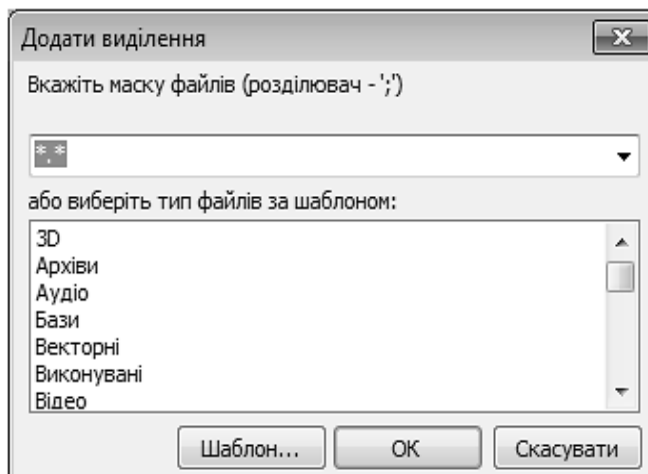 Додати виділення
Вкажіть маску файлів (розділювач - ';')
*.*
або виберіть тип файлів за шаблоном:
3D
Архіви
Аудіо
Бази
Векторні
Виконувані
Відео
Шаблон... ОК Скасувати